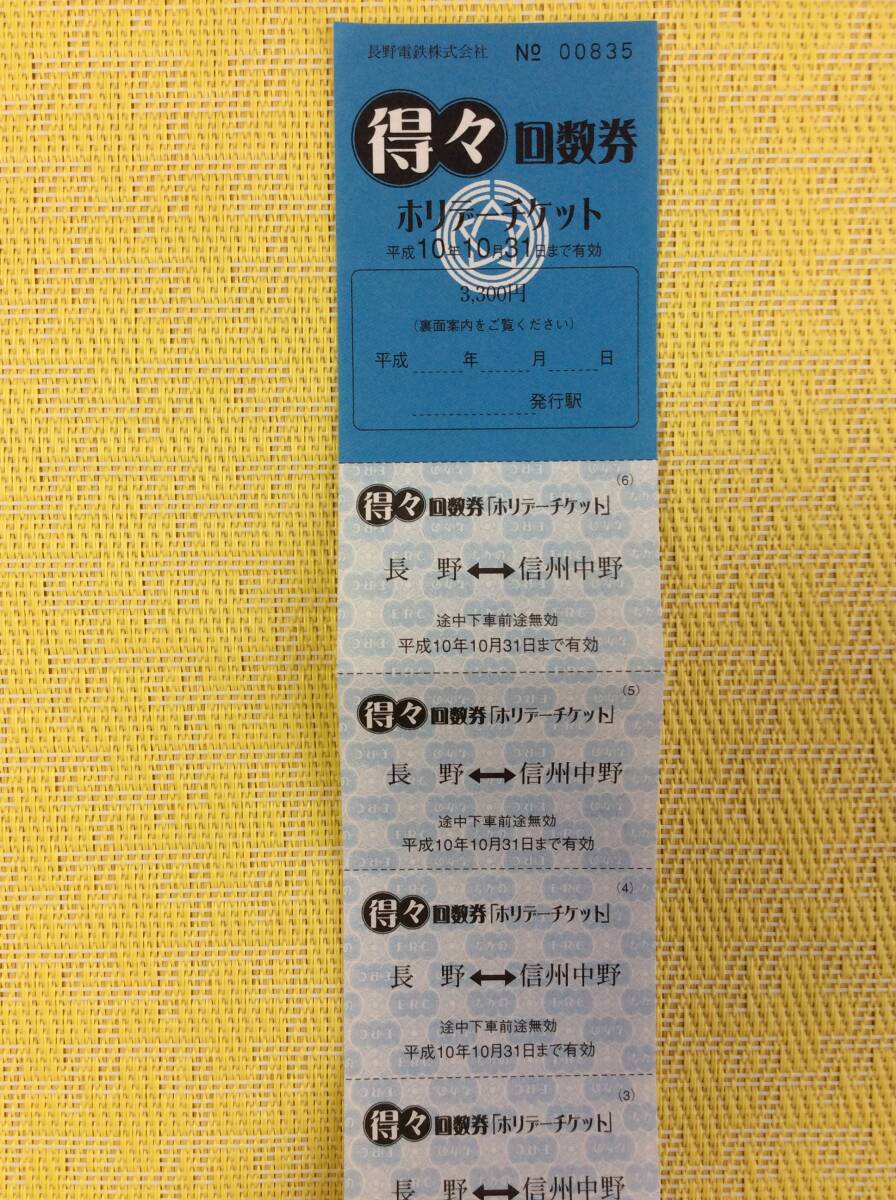 長野電鉄株式会社 № 00835
得々回数券
ホリデーチケット
平成10年10月31日まで有効
3,300円
(裏面案内をご覧ください)
平成 年 月 日
発行駅
(6)
得々回数券「ホリデーチケット」
長 野⟷信州中野
途中下車前途無効
平成10年10月31日まで有効
(5)
得々回数券「ホリデーチケット」
長 野⟷信州中野
途中下車前途無効
平成10年10月31日まで有効
(4)
得々回数券「ホリデーチケット」
長 野⟷信州中野
途中下車前途無効
平成10年10月31日まで有効
(3)
得々回数券「ホリデーチケット」
長 野⟷信州中野